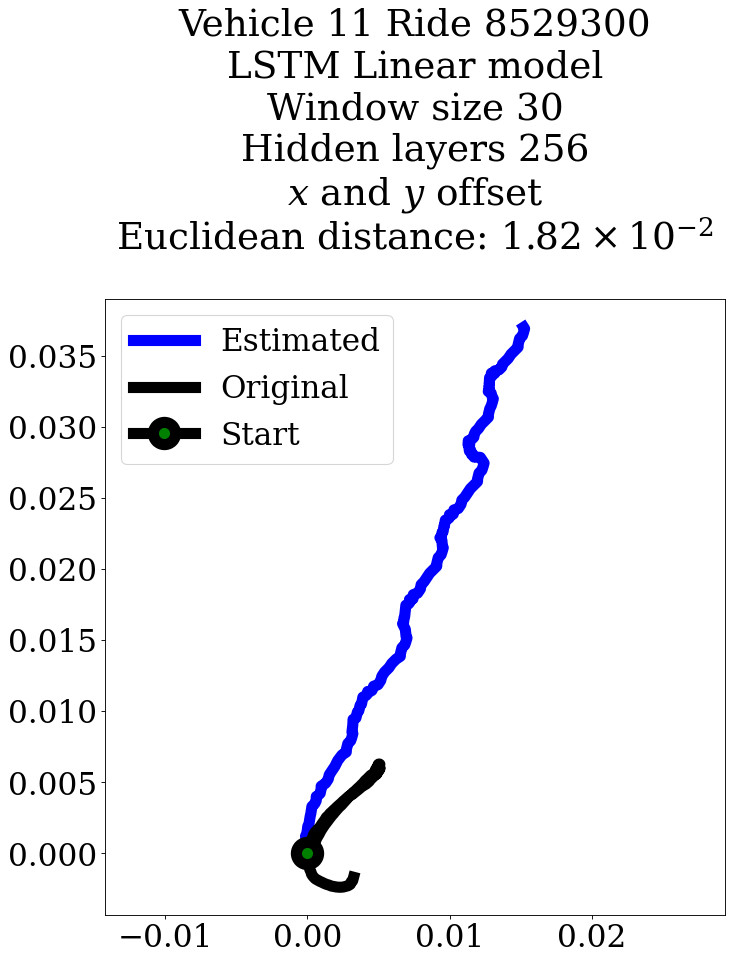 Vehicle 11 Ride 8529300
LSTM Linear model
Window size 30
Hidden layers 256
x and y offset
Euclidean distance: 1.82 × 10⁻²
Estimated
Original
Start
0.035
0.030
0.025
0.020
0.015
0.010
0.005
0.000
−0.01 0.00 0.01 0.02